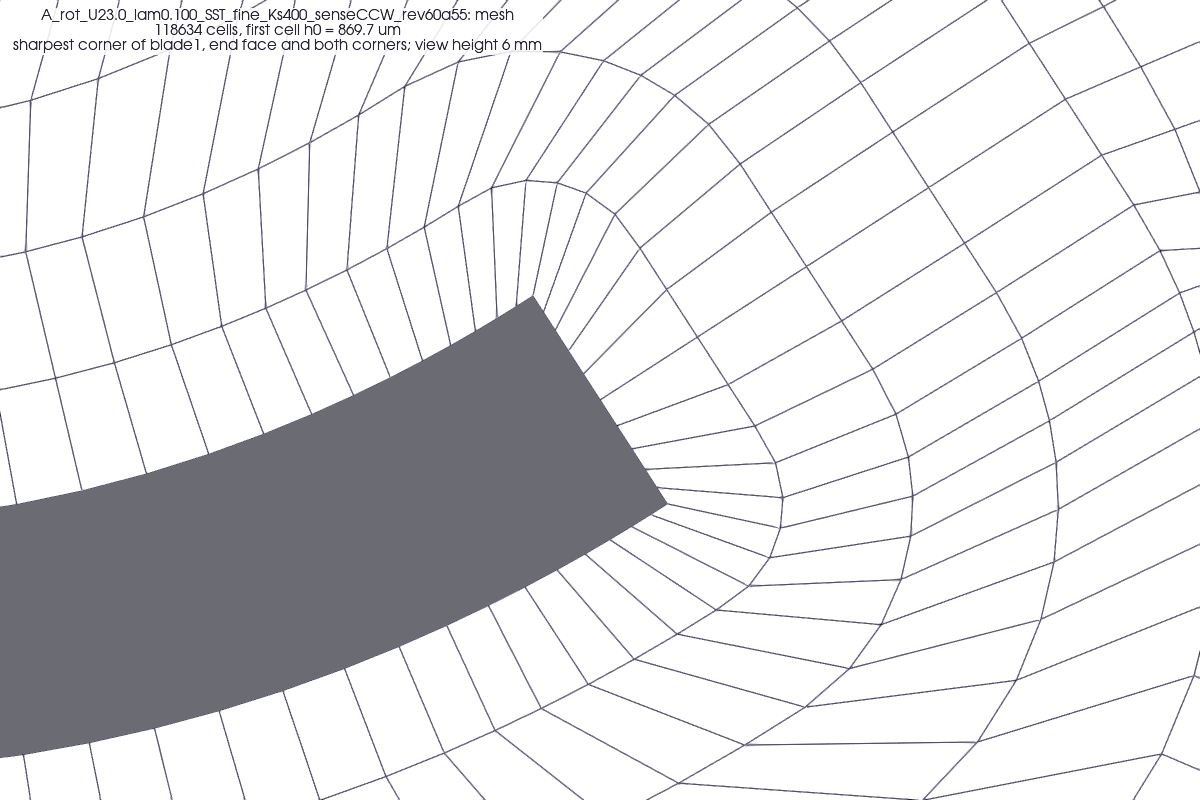 A_rot_U23.0_lam0.100_SST_fine_Ks400_senseCCW_rev60a55: mesh
118634 cells, first cell h0 = 869.7 um
sharpest corner of blade1, end face and both corners; view height 6 mm